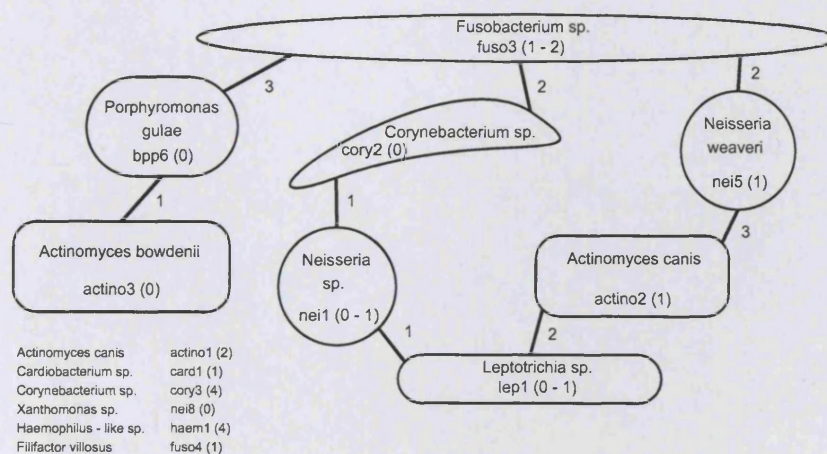 Fusobacterium sp.
fuso3 (1 - 2)
3
2
2
Porphyromonas
gulae
bpp6 (0)
Corynebacterium sp.
cory2 (0)
Neisseria
weaveri
nei5 (1)
1
1
3
Actinomyces bowdenii
actino3 (0)
Neisseria
sp.
nei1 (0 - 1)
Actinomyces canis
actino2 (1)
1
2
Leptotrichia sp.
lep1 (0 - 1)
Actinomyces canis actino1 (2)
Cardiobacterium sp. card1 (1)
Corynebacterium sp. cory3 (4)
Xanthomonas sp. nei8 (0)
Haemophilus - like sp. haem1 (4)
Filifactor villosus fuso4 (1)